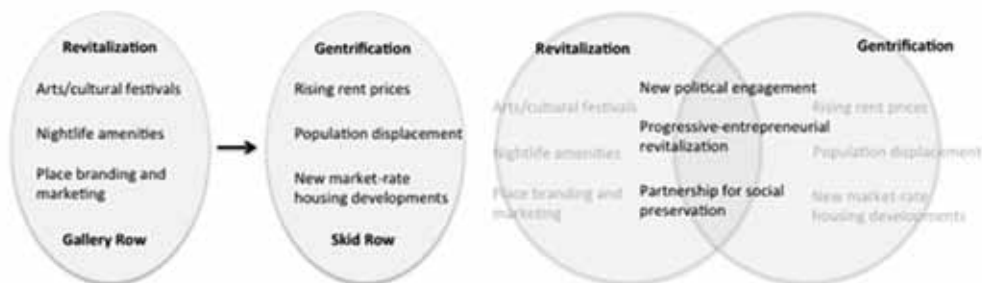 Revitalization
Arts/cultural festivals
Nightlife amenities
Place branding and
marketing
Gallery Row
Gentrification
Rising rent prices
Population displacement
New market-rate
housing developments
Skid Row
Revitalization
Arts/cultural festivals
Nightlife amenities
Place branding and
marketing
New political engagement
Progressive-entrepreneurial
revitalization
Partnership for social
preservation
Gentrification
Rising rent prices
Population displacement
New market-rate
housing developments